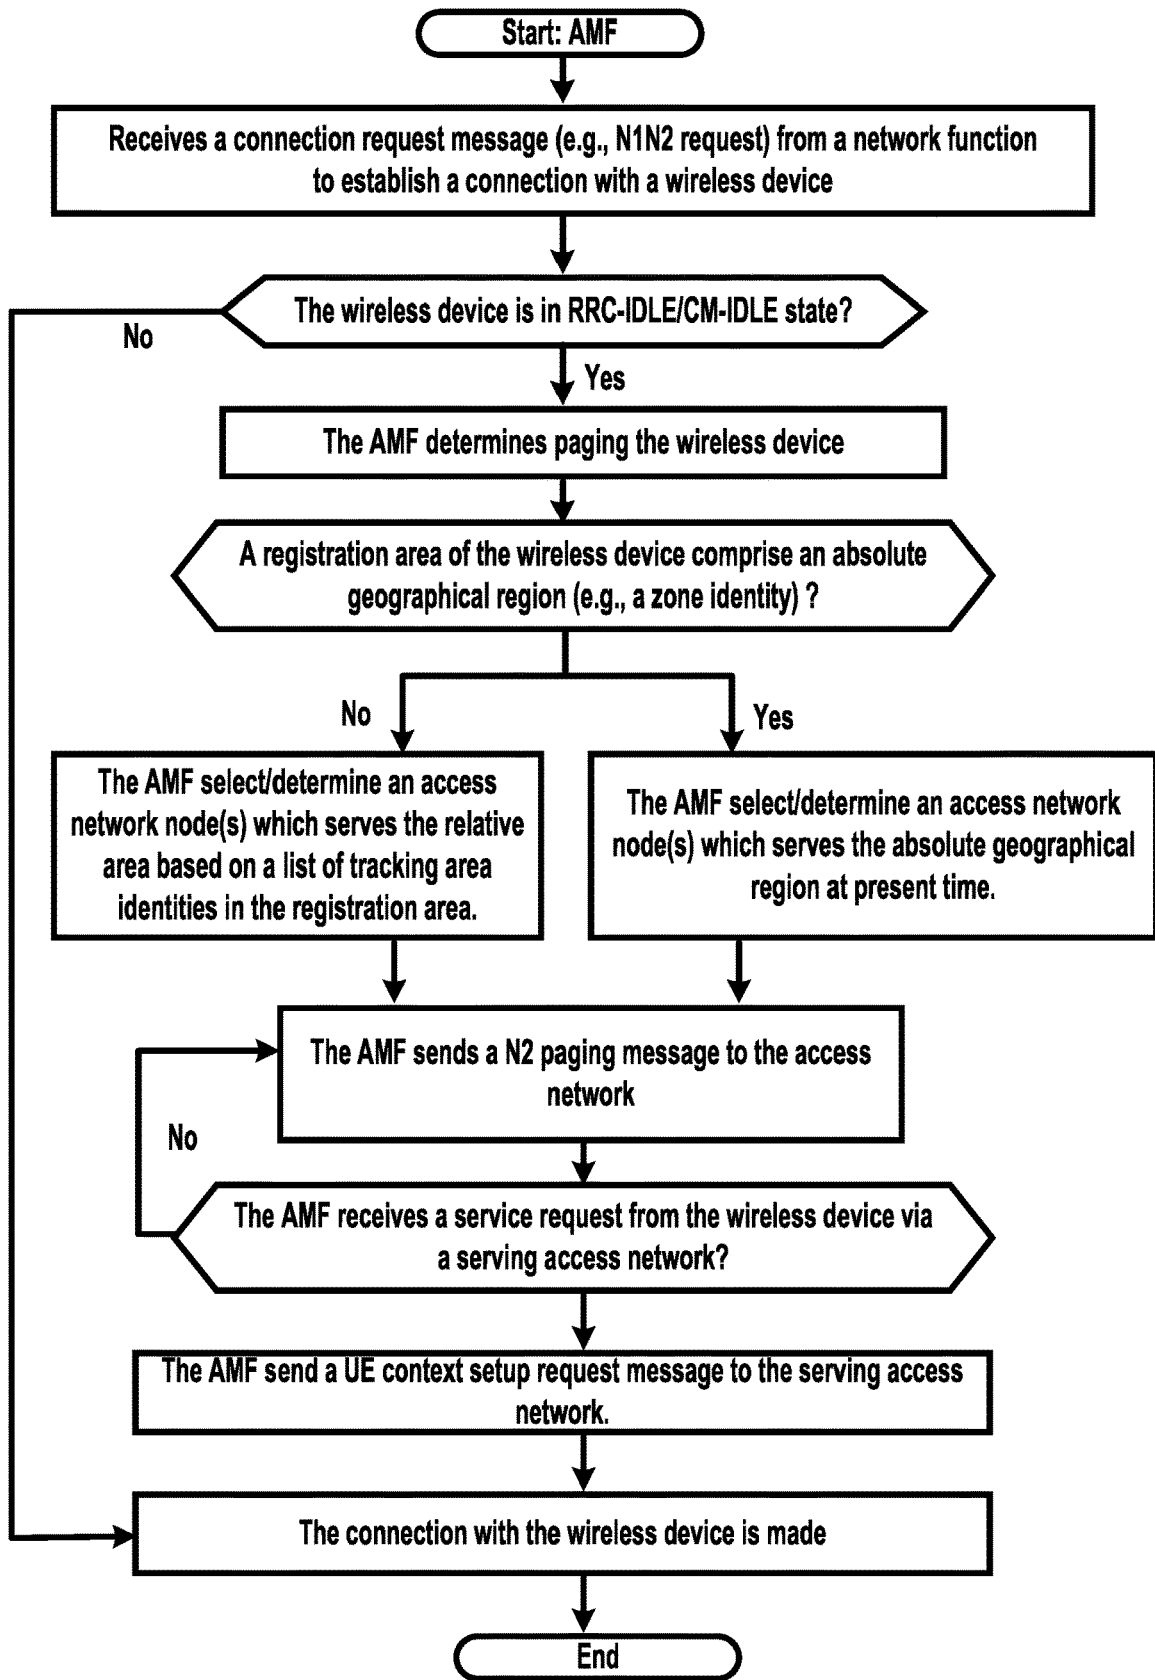 Start: AMF
Receives a connection request message (e.g., N1N2 request) from a network function
to establish a connection with a wireless device
The wireless device is in RRC-IDLE/CM-IDLE state?
No
Yes
The AMF determines paging the wireless device
A registration area of the wireless device comprise an absolute
geographical region (e.g., a zone identity) ?
No
Yes
The AMF select/determine an access
network node(s) which serves the relative
area based on a list of tracking area
identities in the registration area.
The AMF select/determine an access network
node(s) which serves the absolute geographical
region at present time.
The AMF sends a N2 paging message to the access
network
No
The AMF receives a service request from the wireless device via
a serving access network?
The AMF send a UE context setup request message to the serving access
network.
The connection with the wireless device is made
End